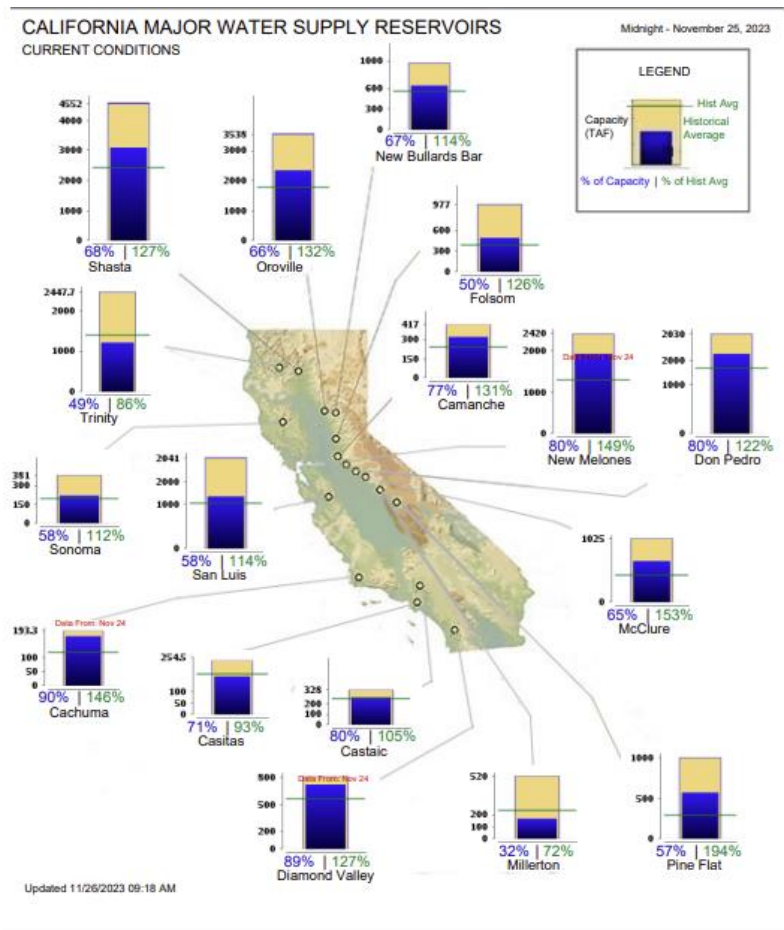 CALIFORNIA MAJOR WATER SUPPLY RESERVOIRS
Midnight - November 25, 2023
CURRENT CONDITIONS
LEGEND
Capacity
(TAF)
Hist Avg
Historical
Average
% of Capacity | % of Hist Avg
1000
600
300
0
67% | 114%
New Bullards Bar
4552
4000
3000
2000
1000
0
68% | 127%
Shasta
3538
3000
2000
1000
0
66% | 132%
Oroville
977
600
300
0
50% | 126%
Folsom
2447.7
2000
1000
0
49% | 86%
Trinity
417
300
150
0
77% | 131%
Camanche
2420
2000
1000
0
80% | 149%
New Melones
2030
1000
0
80% | 122%
Don Pedro
381
300
150
0
58% | 112%
Sonoma
2041
2000
1000
0
58% | 114%
San Luis
1025
0
65% | 153%
McClure
Data From: Nov 24
193.3
100
50
0
90% | 146%
Cachuma
254.5
100
50
0
71% | 93%
Casitas
328
200
100
0
80% | 105%
Castaic
Data From: Nov 24
800
500
200
0
89% | 127%
Diamond Valley
520
200
100
0
32% | 72%
Millerton
1000
500
0
57% | 194%
Pine Flat
Updated 11/26/2023 09:18 AM